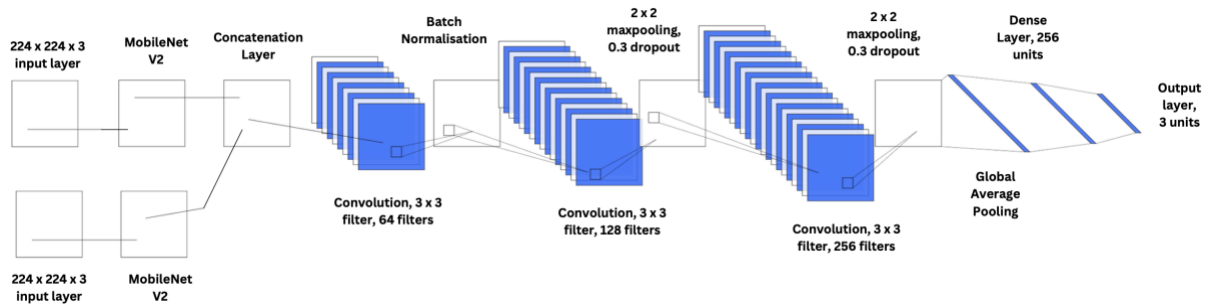 224 x 224 x 3
input layer
MobileNet
V2
Concatenation
Layer
Batch
Normalisation
2 x 2
maxpooling,
0.3 dropout
2 x 2
maxpooling,
0.3 dropout
Dense
Layer, 256
units
Output
layer,
3 units
Convolution, 3 x 3
filter, 64 filters
Convolution, 3 x 3
filter, 128 filters
Convolution, 3 x 3
filter, 256 filters
Global
Average
Pooling
224 x 224 x 3
input layer
MobileNet
V2